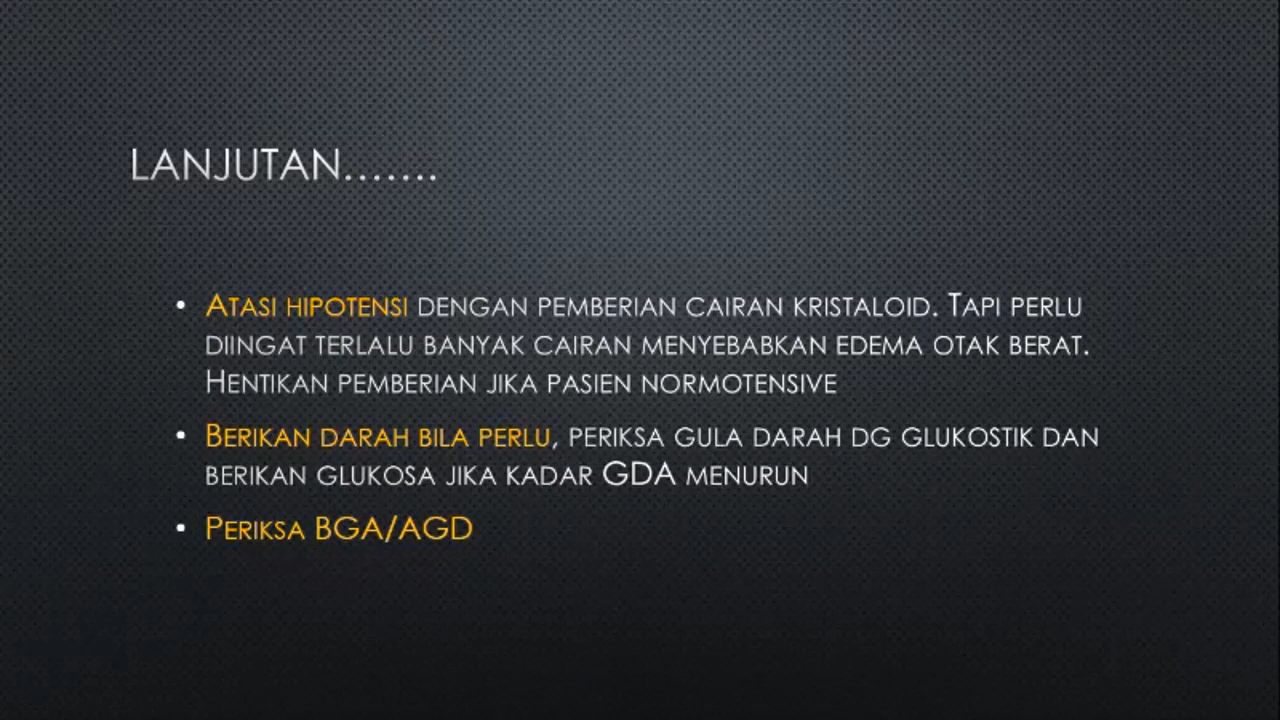 LANJUTAN.......
• ATASI HIPOTENSI DENGAN PEMBERIAN CAIRAN KRISTALOID. TAPI PERLU
DIINGAT TERLALU BANYAK CAIRAN MENYEBABKAN EDEMA OTAK BERAT.
HENTIKAN PEMBERIAN JIKA PASIEN NORMOTENSIVE
• BERIKAN DARAH BILA PERLU, PERIKSA GULA DARAH DG GLUKOSTIK DAN
BERIKAN GLUKOSA JIKA KADAR GDA MENURUN
• PERIKSA BGA/AGD